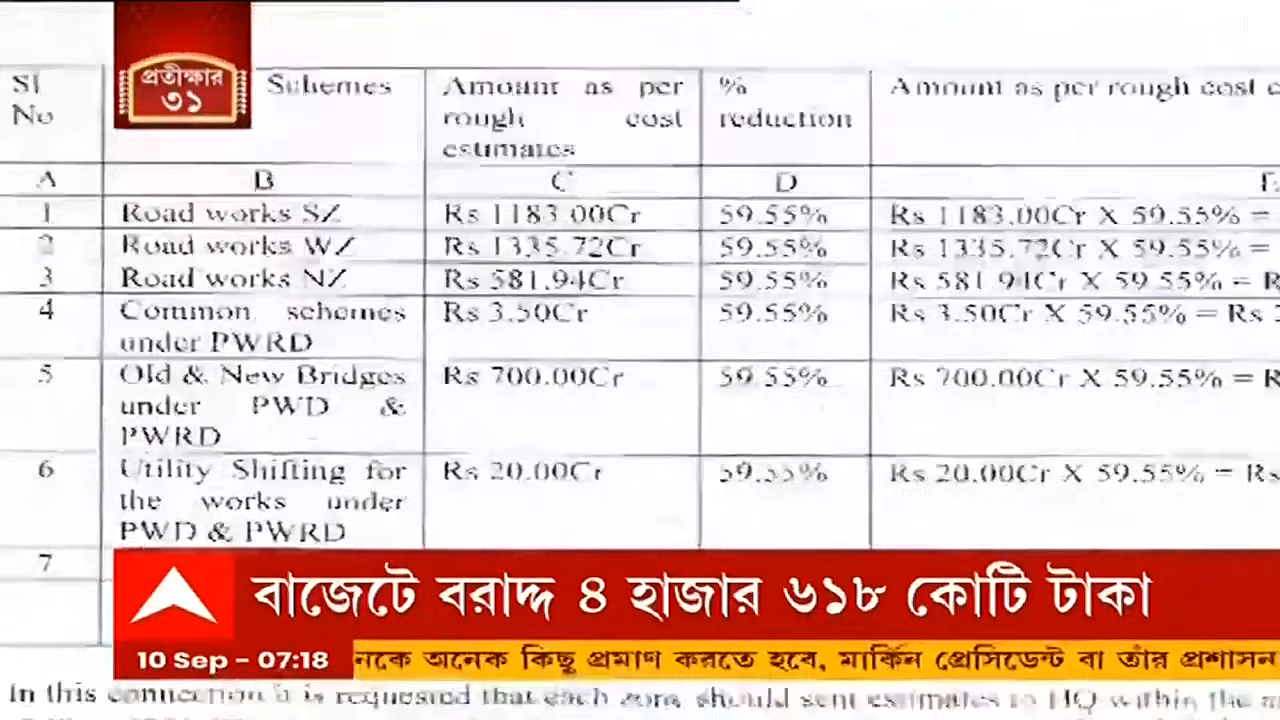 প্রতীক্ষার
৩১
Sl No
Schemes
Amount as per rough cost estimates
% reduction
Amount as per rough cost
A B C D E
1 Road works SZ Rs 1183.00Cr 59.55% Rs 1183.00Cr X 59.55% =
2 Road works WZ Rs 1335.72Cr 59.55% Rs 1335.72Cr X 59.55% =
3 Road works NZ Rs 581.94Cr 59.55% Rs 581.94Cr X 59.55% = R
4 Common schemes under PWRD Rs 3.50Cr 59.55% Rs 3.50Cr X 59.55% = Rs
5 Old & New Bridges under PWD & PWRD Rs 700.00Cr 59.55% Rs 700.00Cr X 59.55% = R
6 Utility Shifting for the works under PWD & PWRD Rs 20.00Cr 59.55% Rs 20.00Cr X 59.55% = Rs
7
বাজেটে বরাদ্দ ৪ হাজার ৬১৮ কোটি টাকা
10 Sep - 07:18
নকে অনেক কিছু প্রমাণ করতে হবে, মার্কিন প্রেসিডেন্ট বা তাঁর প্রশাসন
In this connection it is requested that each zone should sent estimates to HQ within the